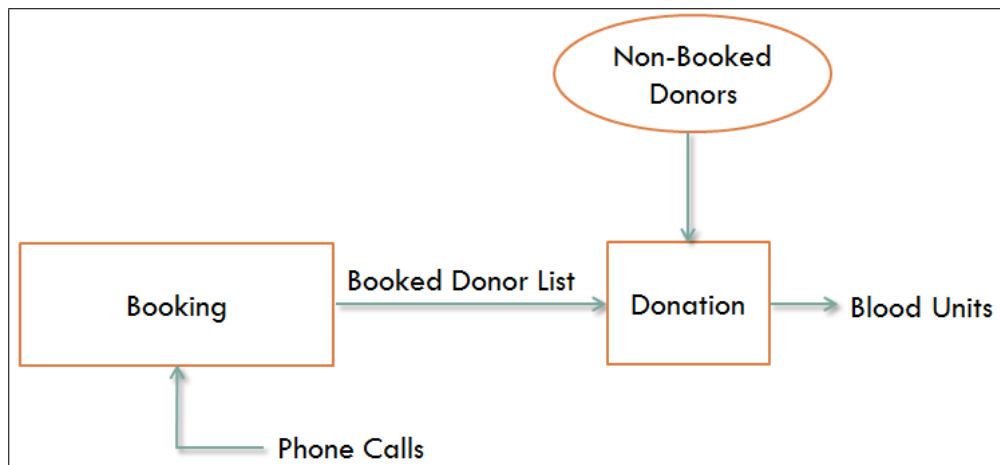 Non-Booked
Donors
Booked Donor List
Booking
Donation
Blood Units
Phone Calls